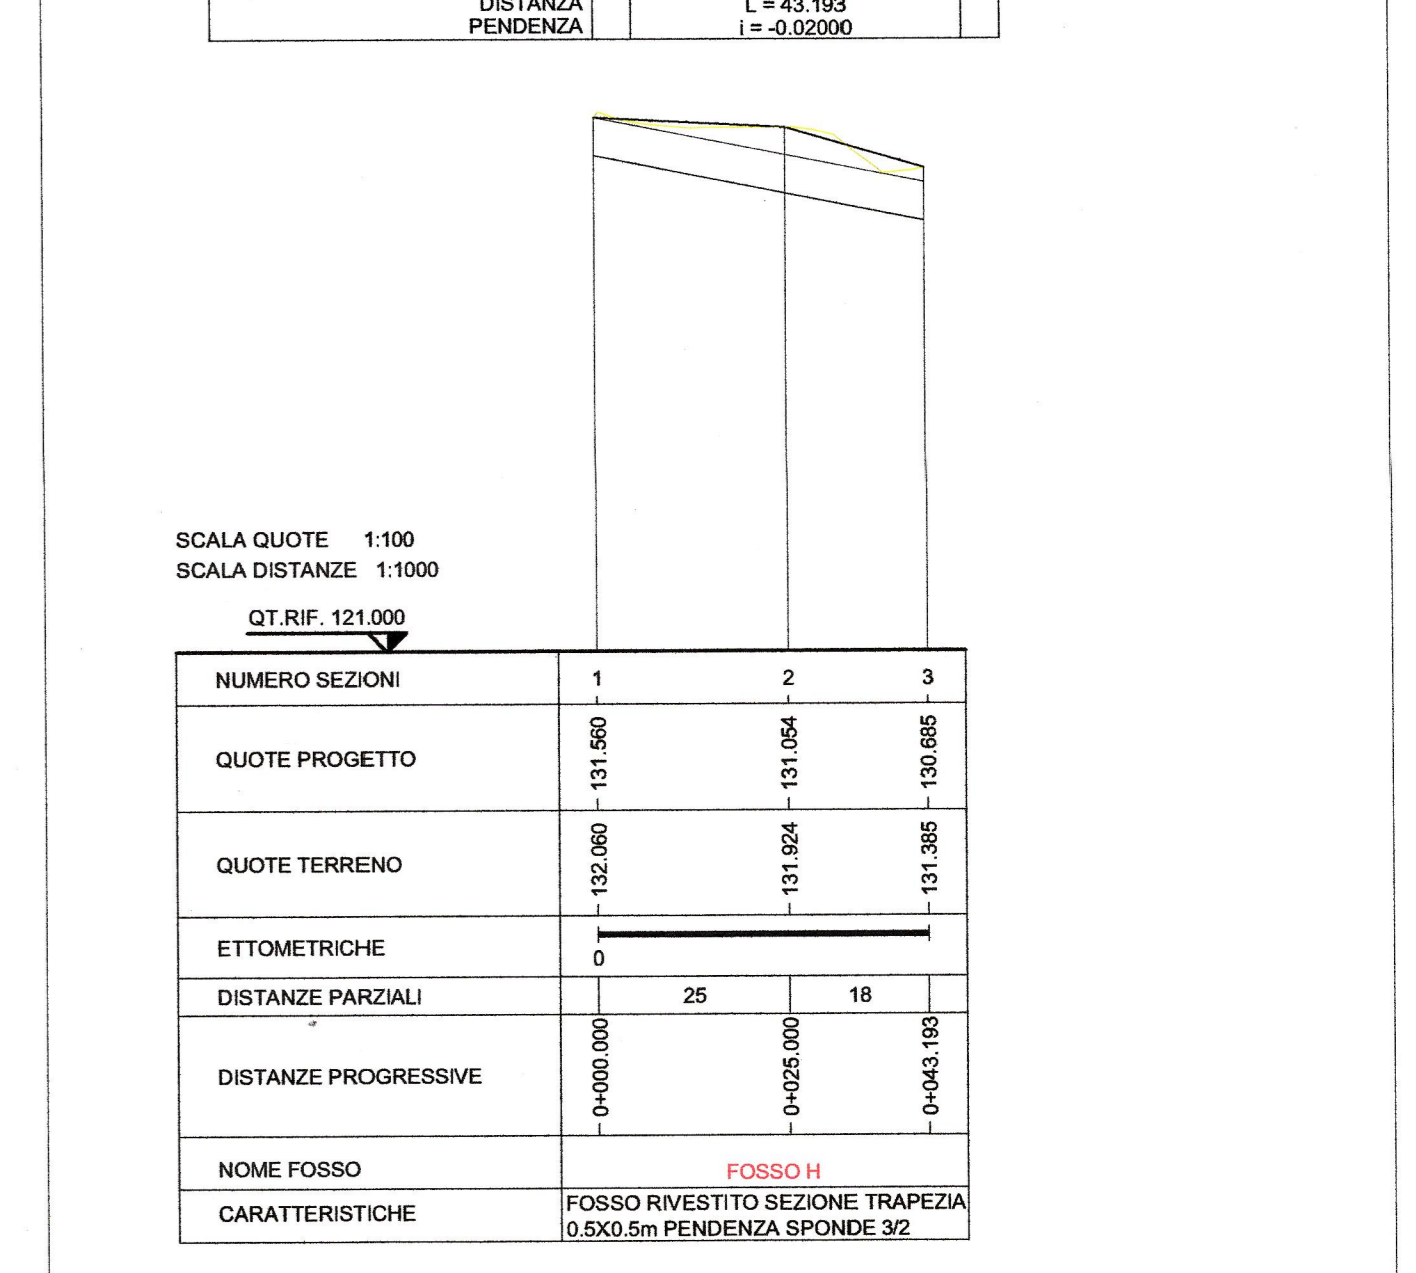 DISTANZA L = 43.193
PENDENZA i = -0.02000
SCALA QUOTE 1:100
SCALA DISTANZE 1:1000
QT.RIF. 121.000
NUMERO SEZIONI 1 2 3
QUOTE PROGETTO 131.560 131.054 130.685
QUOTE TERRENO 132.060 131.924 131.385
ETTOMETRICHE 0
DISTANZE PARZIALI 25 18
DISTANZE PROGRESSIVE 0+000.000 0+025.000 0+043.193
NOME FOSSO FOSSO H
CARATTERISTICHE FOSSO RIVESTITO SEZIONE TRAPEZIA
0.5X0.5m PENDENZA SPONDE 3/2